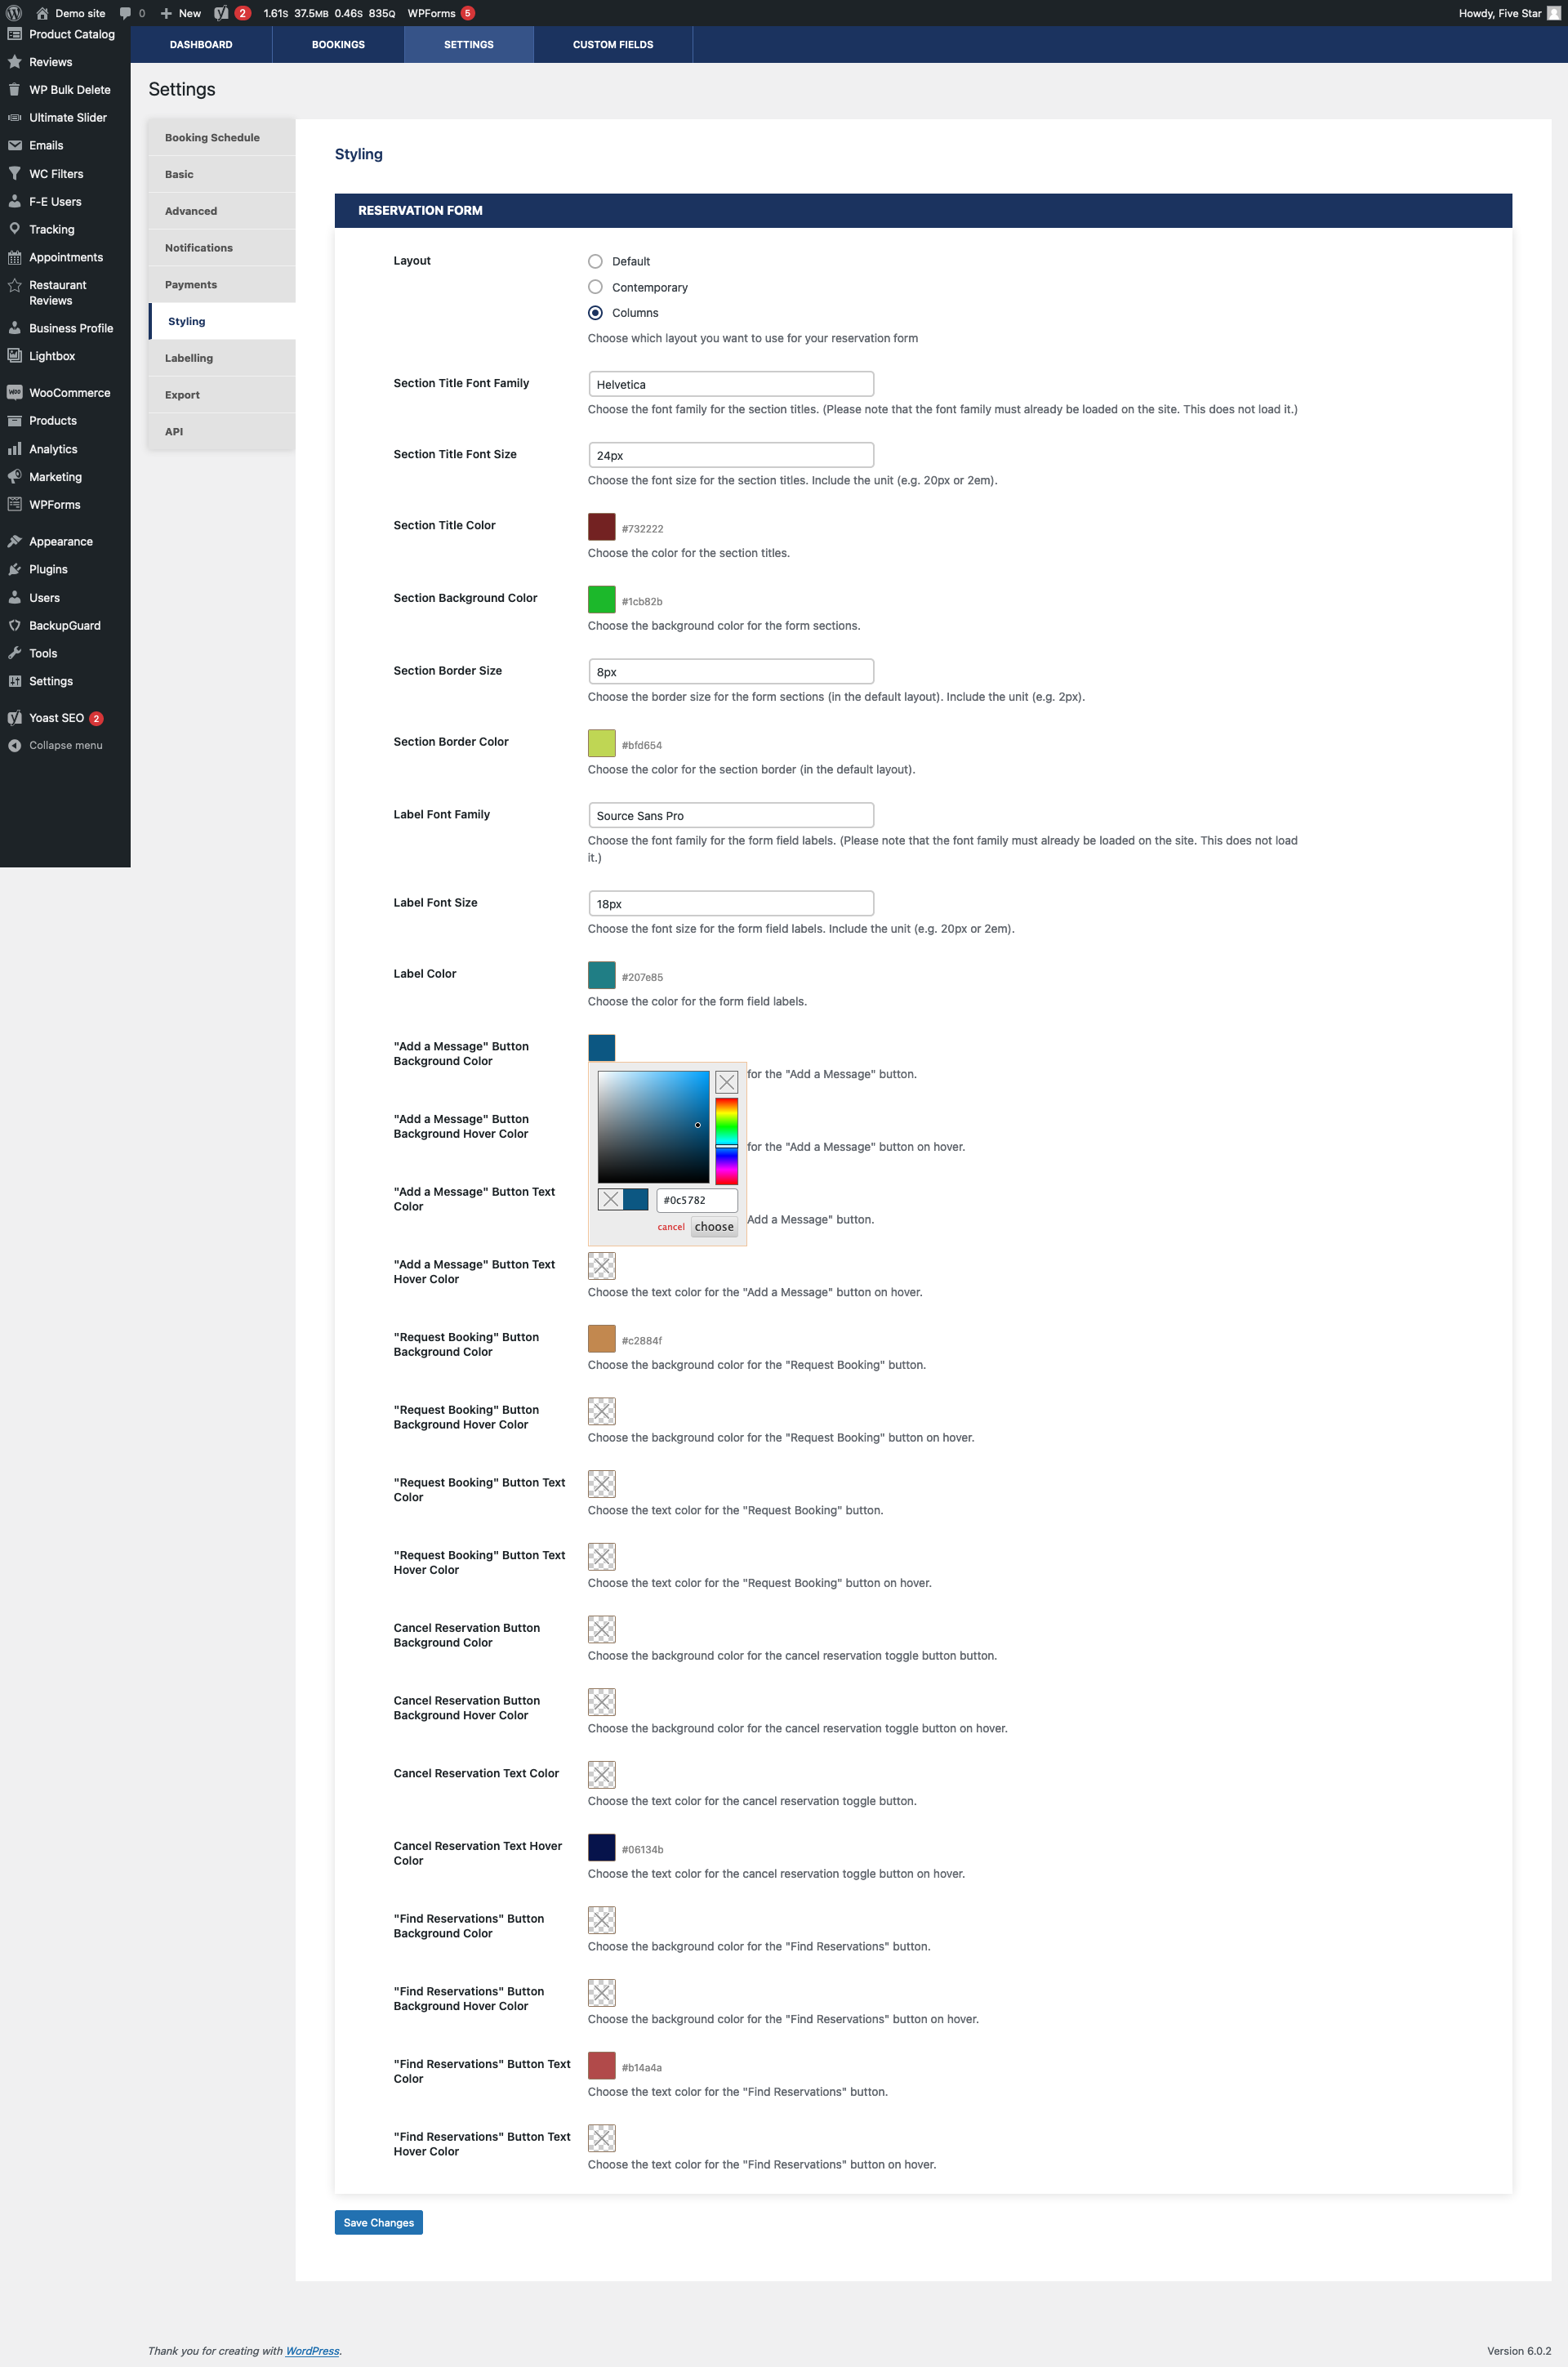 Demo site 0 New 2 1.61S 37.5MB 0.46S 835Q WPForms 5 Howdy, Five Star
Product Catalog
Reviews
WP Bulk Delete
Ultimate Slider
Emails
WC Filters
F-E Users
Tracking
Appointments
Restaurant
Reviews
Business Profile
Lightbox
WooCommerce
Products
Analytics
Marketing
WPForms
Appearance
Plugins
Users
BackupGuard
Tools
Settings
Yoast SEO 2
Collapse menu
DASHBOARD BOOKINGS SETTINGS CUSTOM FIELDS
Settings
Booking Schedule
Basic
Advanced
Notifications
Payments
Styling
Labelling
Export
API
Styling
RESERVATION FORM
Layout
Default
Contemporary
Columns
Choose which layout you want to use for your reservation form
Section Title Font Family
Helvetica
Choose the font family for the section titles. (Please note that the font family must already be loaded on the site. This does not load it.)
Section Title Font Size
24px
Choose the font size for the section titles. Include the unit (e.g. 20px or 2em).
Section Title Color
#732222
Choose the color for the section titles.
Section Background Color
#1cb82b
Choose the background color for the form sections.
Section Border Size
8px
Choose the border size for the form sections (in the default layout). Include the unit (e.g. 2px).
Section Border Color
#bfd654
Choose the color for the section border (in the default layout).
Label Font Family
Source Sans Pro
Choose the font family for the form field labels. (Please note that the font family must already be loaded on the site. This does not load
it.)
Label Font Size
18px
Choose the font size for the form field labels. Include the unit (e.g. 20px or 2em).
Label Color
#207e85
Choose the color for the form field labels.
"Add a Message" Button
Background Color
for the "Add a Message" button.
"Add a Message" Button
Background Hover Color
for the "Add a Message" button on hover.
"Add a Message" Button Text
Color
#0c5782
cancel choose
Add a Message" button.
"Add a Message" Button Text
Hover Color
Choose the text color for the "Add a Message" button on hover.
"Request Booking" Button
Background Color
#c2884f
Choose the background color for the "Request Booking" button.
"Request Booking" Button
Background Hover Color
Choose the background color for the "Request Booking" button on hover.
"Request Booking" Button Text
Color
Choose the text color for the "Request Booking" button.
"Request Booking" Button Text
Hover Color
Choose the text color for the "Request Booking" button on hover.
Cancel Reservation Button
Background Color
Choose the background color for the cancel reservation toggle button button.
Cancel Reservation Button
Background Hover Color
Choose the background color for the cancel reservation toggle button on hover.
Cancel Reservation Text Color
Choose the text color for the cancel reservation toggle button.
Cancel Reservation Text Hover
Color
#06134b
Choose the text color for the cancel reservation toggle button on hover.
"Find Reservations" Button
Background Color
Choose the background color for the "Find Reservations" button.
"Find Reservations" Button
Background Hover Color
Choose the background color for the "Find Reservations" button on hover.
"Find Reservations" Button Text
Color
#b14a4a
Choose the text color for the "Find Reservations" button.
"Find Reservations" Button Text
Hover Color
Choose the text color for the "Find Reservations" button on hover.
Save Changes
Thank you for creating with WordPress.
Version 6.0.2